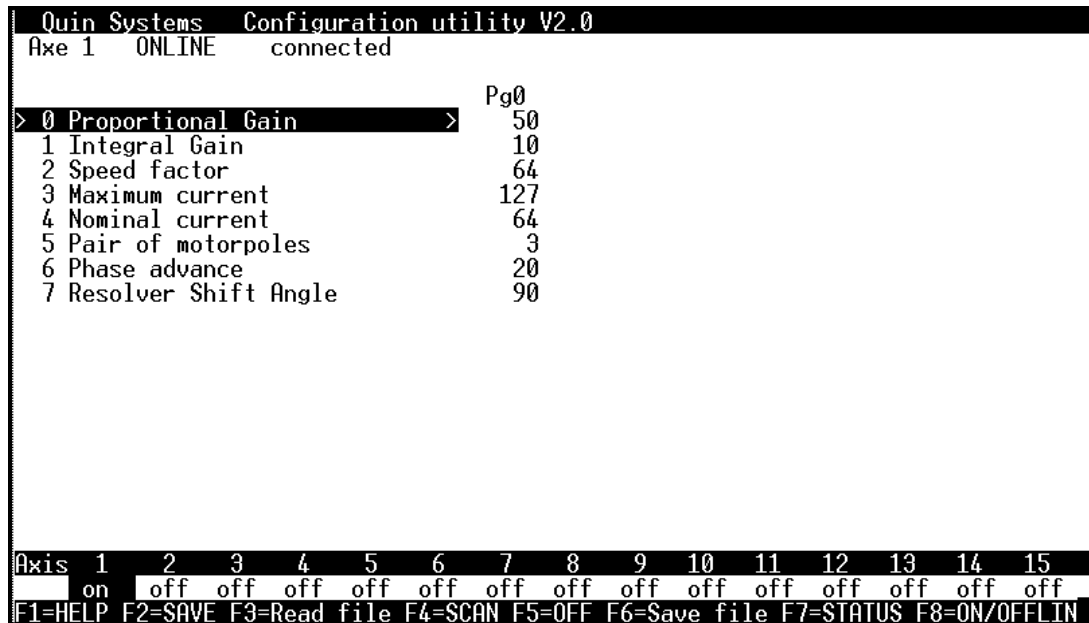 Quin Systems Configuration utility V2.0
Axe 1 ONLINE connected
Pg0
> 0 Proportional Gain > 50
1 Integral Gain 10
2 Speed factor 64
3 Maximum current 127
4 Nominal current 64
5 Pair of motorpoles 3
6 Phase advance 20
7 Resolver Shift Angle 90
Axis 1 2 3 4 5 6 7 8 9 10 11 12 13 14 15
on off off off off off off off off off off off off off off
F1=HELP F2=SAVE F3=Read file F4=SCAN F5=OFF F6=Save file F7=STATUS F8=ON/OFFLIN